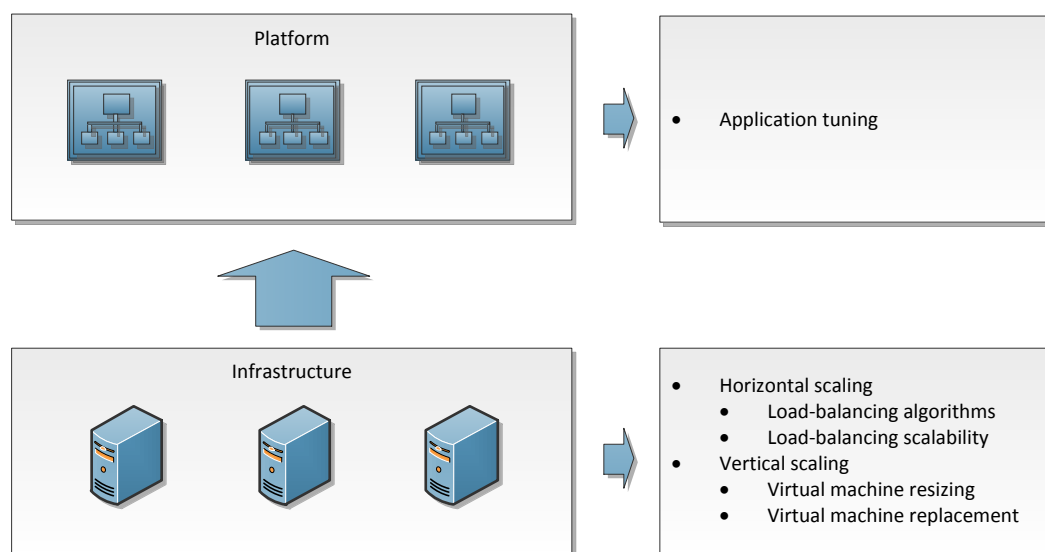 Platform
• Application tuning
Infrastructure
• Horizontal scaling
• Load-balancing algorithms
• Load-balancing scalability
• Vertical scaling
• Virtual machine resizing
• Virtual machine replacement